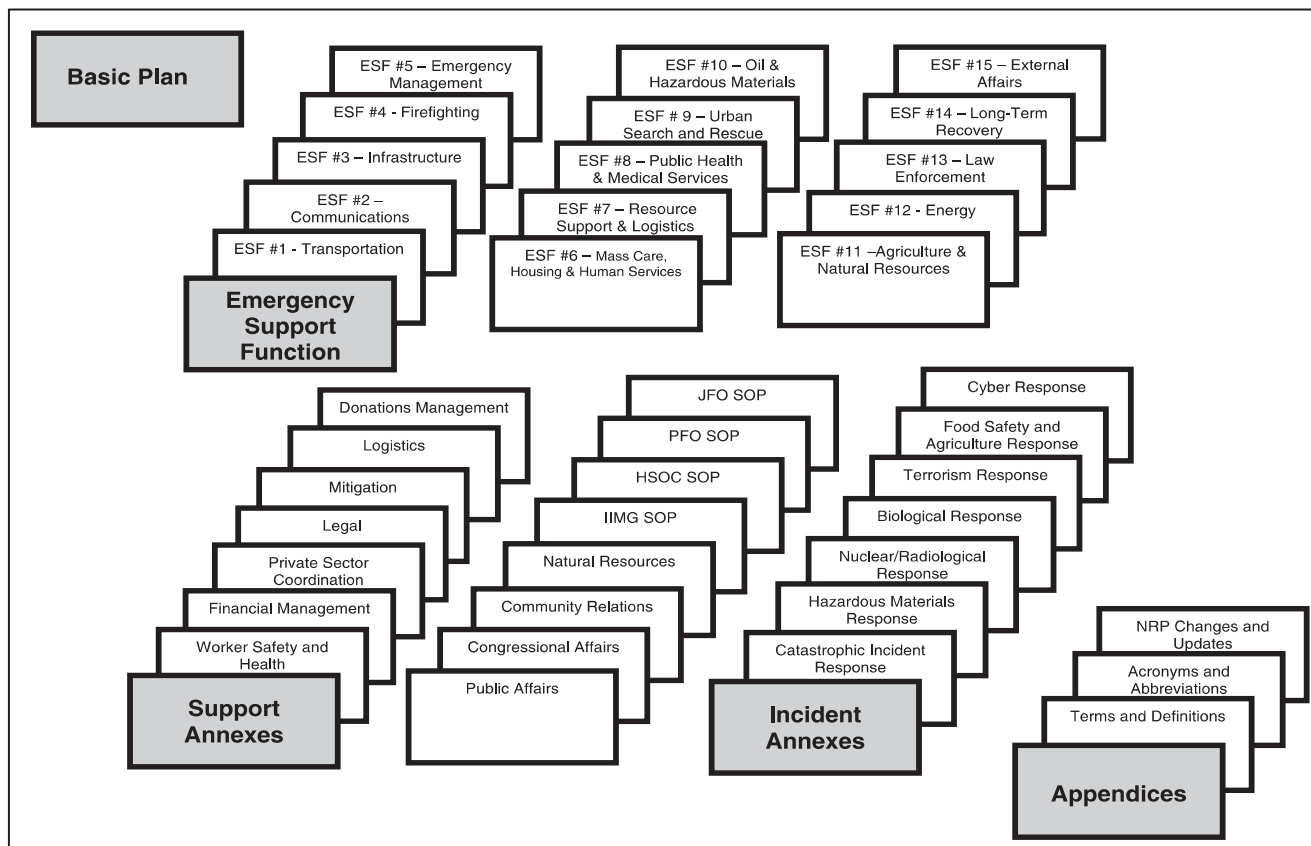 Basic Plan
ESF #5 – Emergency
Management
ESF #4 - Firefighting
ESF #3 – Infrastructure
ESF #2 –
Communications
ESF #1 - Transportation
Emergency
Support
Function
ESF #10 – Oil &
Hazardous Materials
ESF # 9 – Urban
Search and Rescue
ESF #8 – Public Health
& Medical Services
ESF #7 – Resource
Support & Logistics
ESF #6 – Mass Care,
Housing & Human Services
ESF #15 – External
Affairs
ESF #14 – Long-Term
Recovery
ESF #13 – Law
Enforcement
ESF #12 - Energy
ESF #11 –Agriculture &
Natural Resources
Donations Management
Logistics
Mitigation
Legal
Private Sector
Coordination
Financial Management
Worker Safety and
Health
Support
Annexes
JFO SOP
PFO SOP
HSOC SOP
IIMG SOP
Natural Resources
Community Relations
Congressional Affairs
Public Affairs
Cyber Response
Food Safety and
Agriculture Response
Terrorism Response
Biological Response
Nuclear/Radiological
Response
Hazardous Materials
Response
Catastrophic Incident
Response
Incident
Annexes
NRP Changes and
Updates
Acronyms and
Abbreviations
Terms and Definitions
Appendices